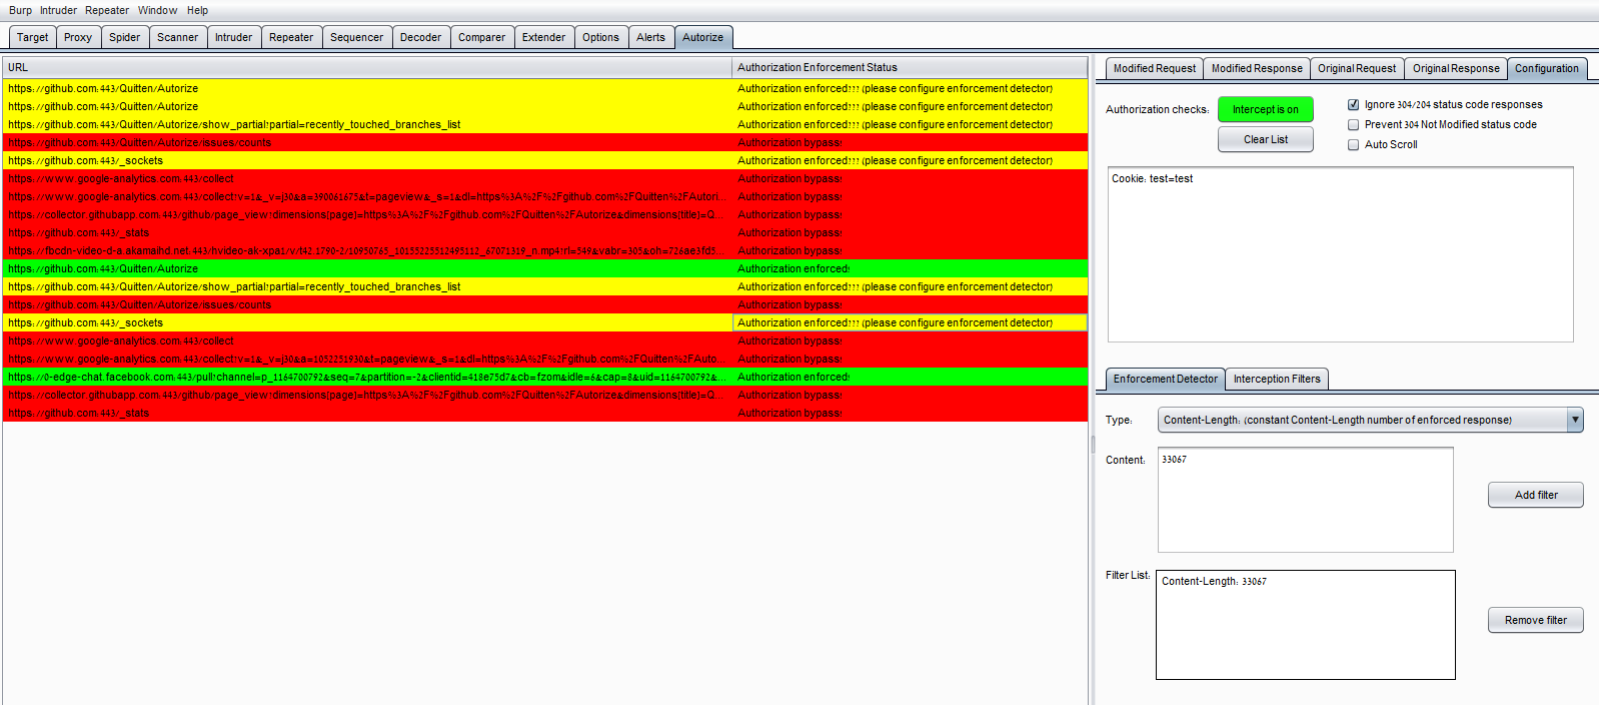 Burp Intruder Repeater Window Help
Target Proxy Spider Scanner Intruder Repeater Sequencer Decoder Comparer Extender Options Alerts Autorize
URL Authorization Enforcement Status
https://github.com:443/Quitten/Autorize Authorization enforced??? (please configure enforcement detector)
https://github.com:443/Quitten/Autorize Authorization enforced??? (please configure enforcement detector)
https://github.com:443/Quitten/Autorize/show_partial?partial=recently_touched_branches_list Authorization enforced??? (please configure enforcement detector)
https://github.com:443/Quitten/Autorize/issues/counts Authorization bypass!
https://github.com:443/_sockets Authorization enforced??? (please configure enforcement detector)
https://www.google-analytics.com:443/collect Authorization bypass!
https://www.google-analytics.com:443/collect?v=1&_v=j30&a=390061675&t=pageview&_s=1&dl=https%3A%2F%2Fgithub.com%2FQuitten%2FAutori... Authorization bypass!
https://collector.githubapp.com:443/github/page_view?dimensions[page]=https%3A%2F%2Fgithub.com%2FQuitten%2FAutorize&dimensions[title]=Q... Authorization bypass!
https://github.com:443/_stats Authorization bypass!
https://fbcdn-video-d-a.akamaihd.net:443/hvideo-ak-xpa1/v/t42.1790-2/10950765_10155225512495112_67071319_n.mp4?rl=549&vabr=305&oh=726ae3fd5... Authorization bypass!
https://github.com:443/Quitten/Autorize Authorization enforced!
https://github.com:443/Quitten/Autorize/show_partial?partial=recently_touched_branches_list Authorization enforced??? (please configure enforcement detector)
https://github.com:443/Quitten/Autorize/issues/counts Authorization bypass!
https://github.com:443/_sockets Authorization enforced??? (please configure enforcement detector)
https://www.google-analytics.com:443/collect Authorization bypass!
https://www.google-analytics.com:443/collect?v=1&_v=j30&a=1052251930&t=pageview&_s=1&dl=https%3A%2F%2Fgithub.com%2FQuitten%2FAuto... Authorization bypass!
https://0-edge-chat.facebook.com:443/pull?channel=p_1164700792&seq=7&partition=-2&clientid=418e75d7&cb=fzom&idle=6&cap=8&uid=1164700792&... Authorization enforced!
https://collector.githubapp.com:443/github/page_view?dimensions[page]=https%3A%2F%2Fgithub.com%2FQuitten%2FAutorize&dimensions[title]=Q... Authorization bypass!
https://github.com:443/_stats Authorization bypass!
Modified Request Modified Response Original Request Original Response Configuration
Authorization checks: Intercept is on
Clear List
Ignore 304/204 status code responses
Prevent 304 Not Modified status code
Auto Scroll
Cookie: test=test
Enforcement Detector Interception Filters
Type: Content-Length: (constant Content-Length number of enforced response)
Content: 33067
Add filter
Filter List: Content-Length: 33067
Remove filter